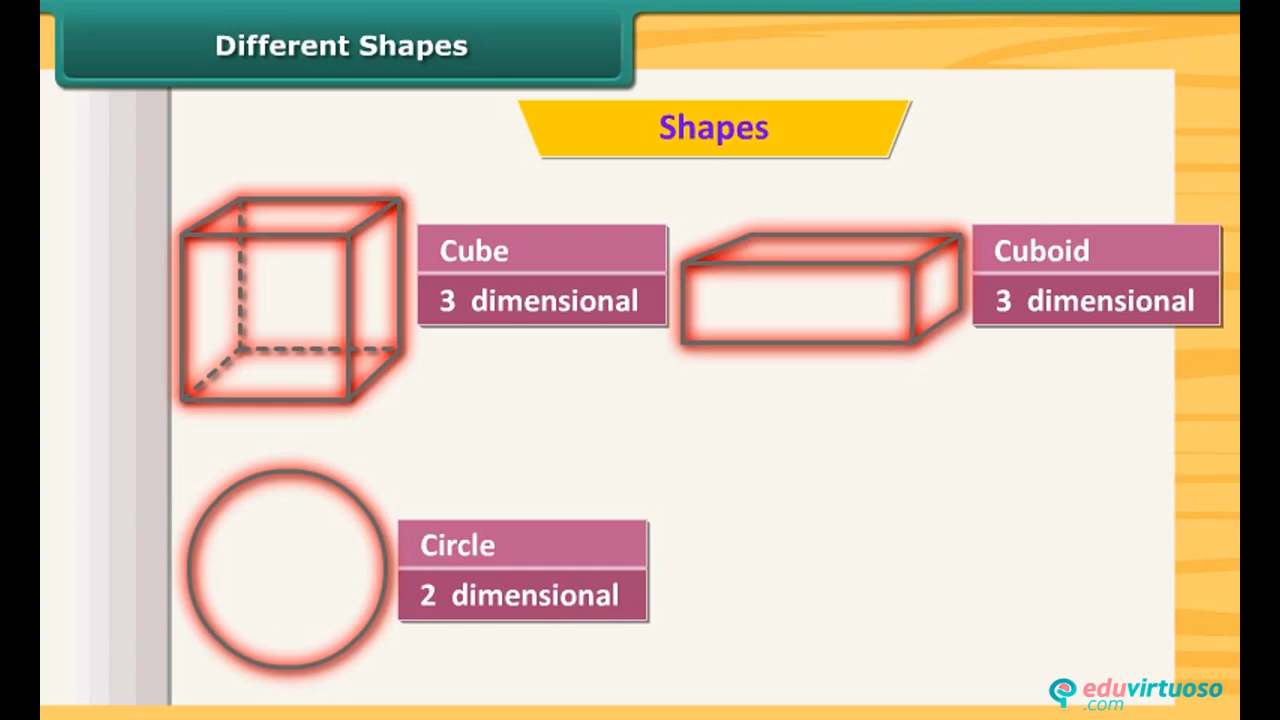 Different Shapes
Shapes
Cube
3 dimensional
Cuboid
3 dimensional
Circle
2 dimensional
eduvirtuoso
.com